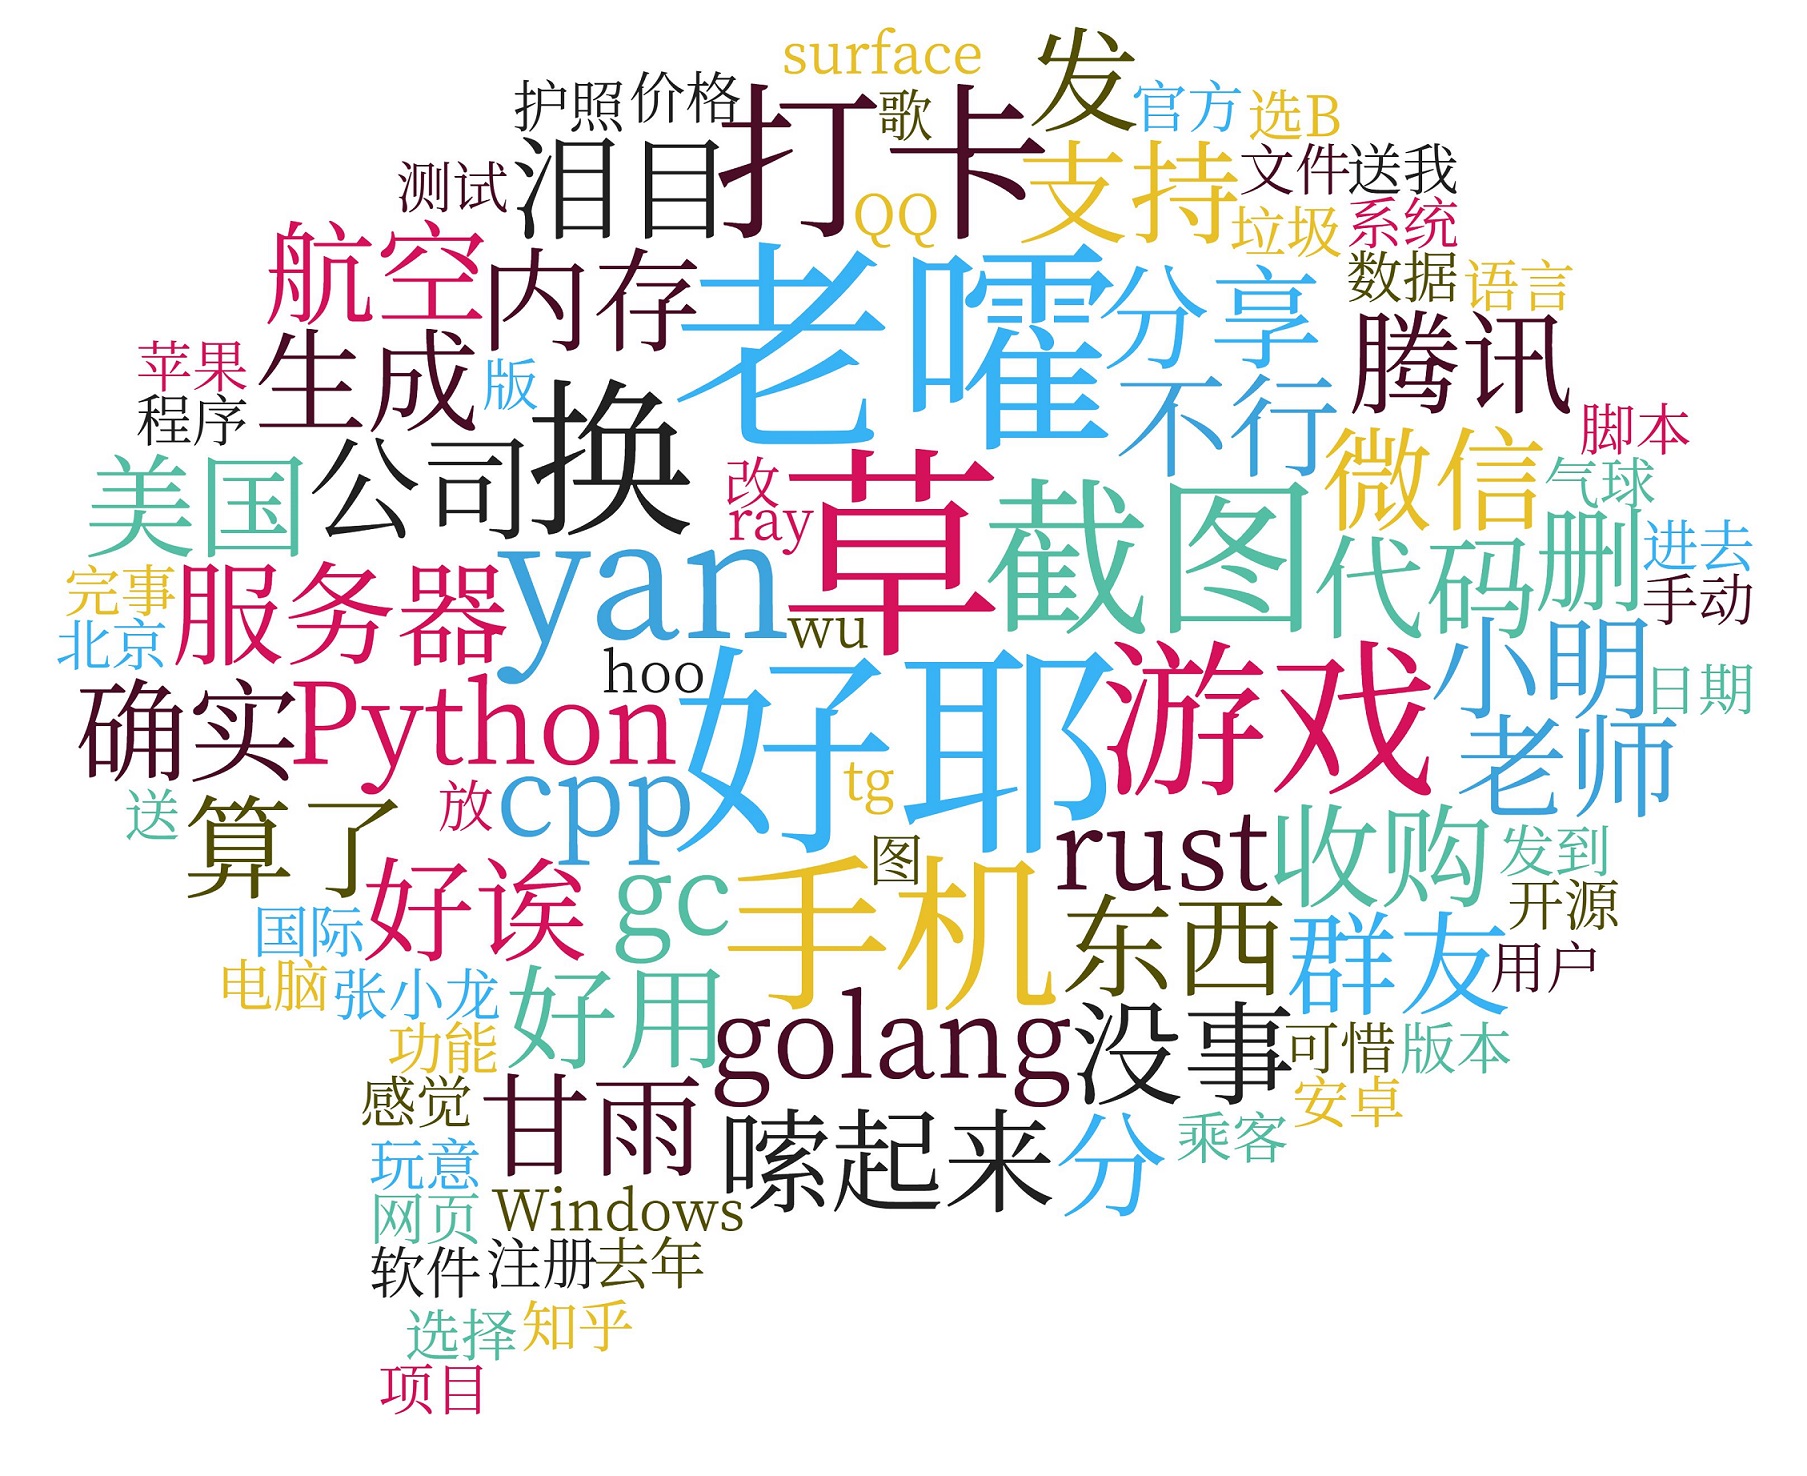 surface
发
护照
价格
打卡
歌
官方
选B
测试
泪目
QQ
支持
文件
送我
垃圾
系统
航空
内存
老嚯
分享
数据
语言
苹果
生成
版
换
不行
腾讯
程序
脚本
美国
公司
改
ray
草
截图
微信
气球
完事
服务器
yan
wu
代码
删
进去
手动
北京
hoo
确实
Python
好耶
游戏
小明
日期
老师
送
算了
放
cpp
tg
图
rust
收购
发到
国际
好诶
gc
手机
东西
群友
开源
用户
电脑
张小龙
好用
golang
没事
可惜
版本
功能
感觉
甘雨
嗦起来
分
安卓
乘客
玩意
网页
Windows
软件
注册
去年
选择
知乎
项目